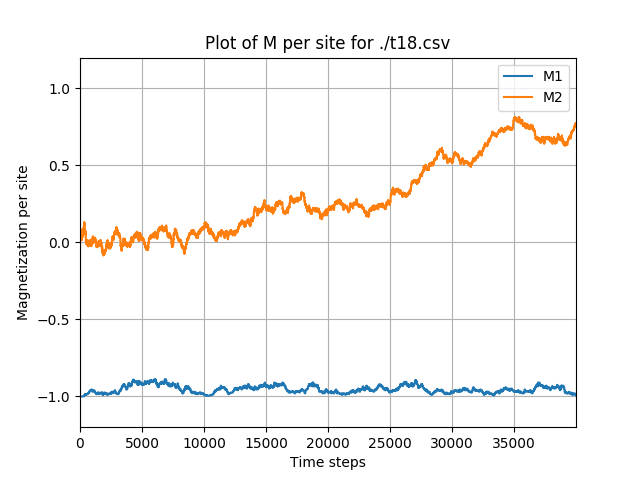 Plot of M per site for ./t18.csv
M1
M2
1.0
0.5
0.0
−0.5
−1.0
Magnetization per site
0 5000 10000 15000 20000 25000 30000 35000
Time steps